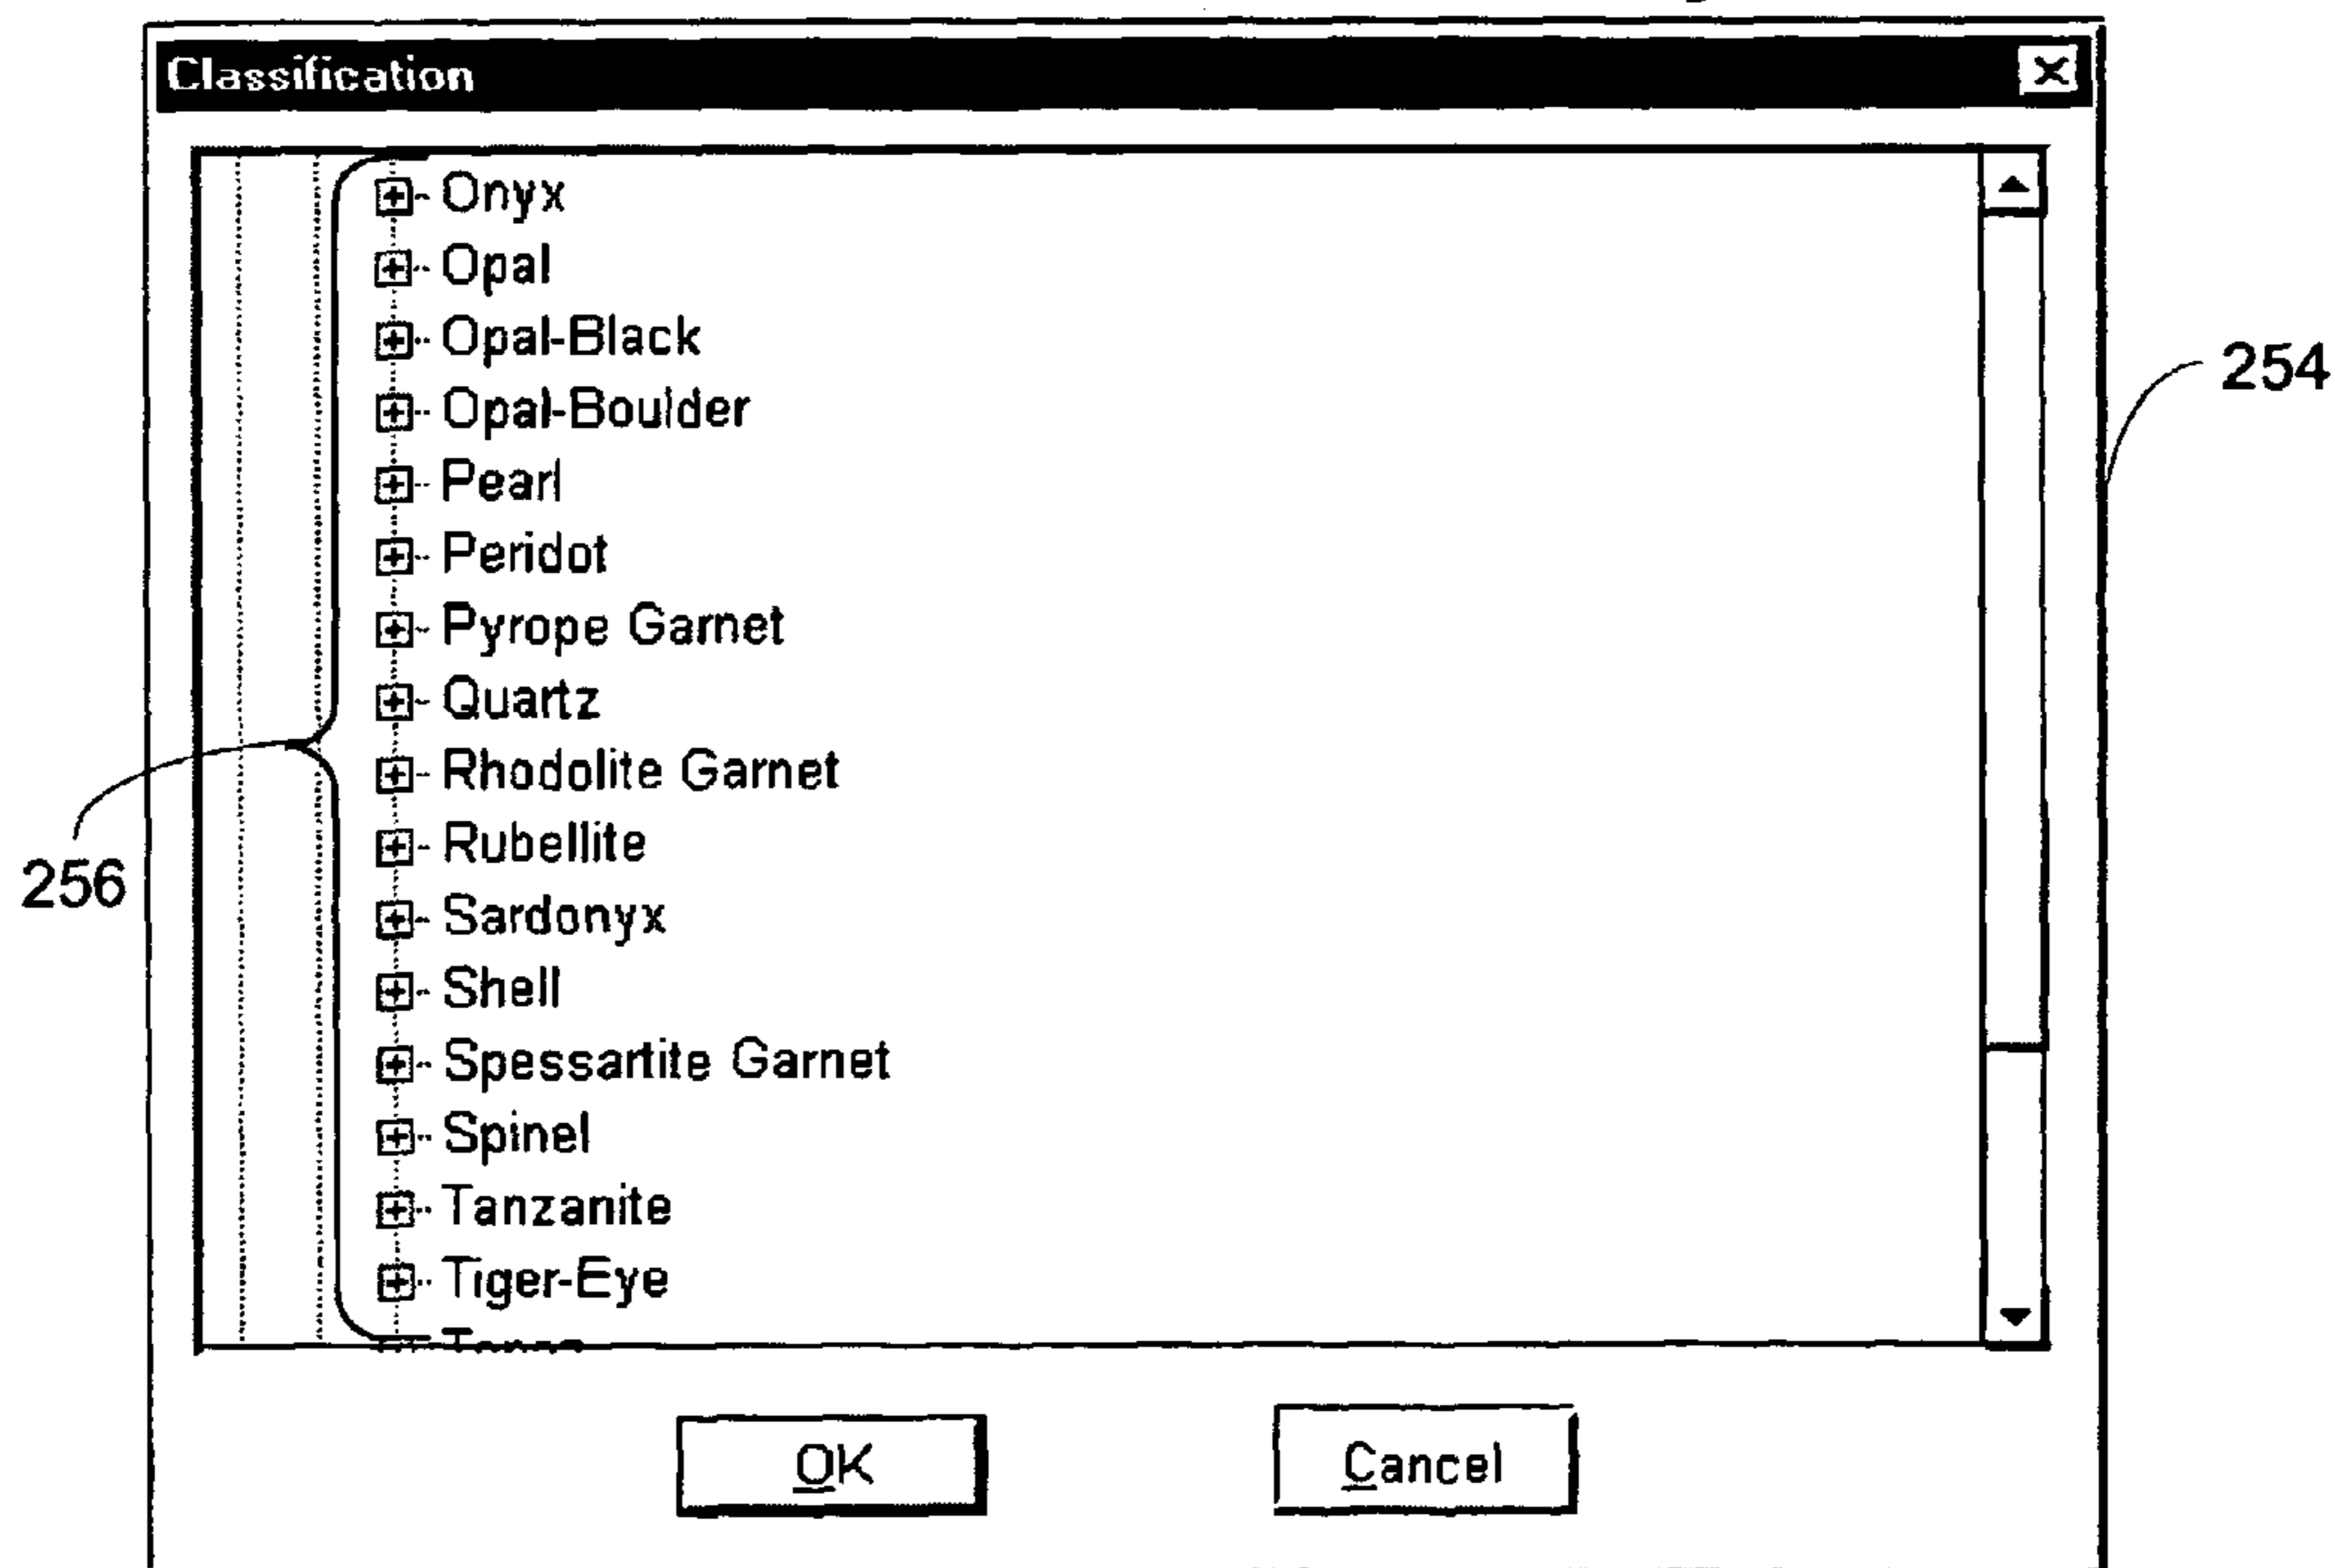 Classification
Onyx
Opal
Opal-Black
Opal-Boulder
254
Pearl
Peridot
Pyrope Garnet
Quartz
Rhodolite Garnet
Rubellite
256
Sardonyx
Shell
Spessartite Garnet
Spinel
Tanzanite
Tiger-Eye
OK
Cancel